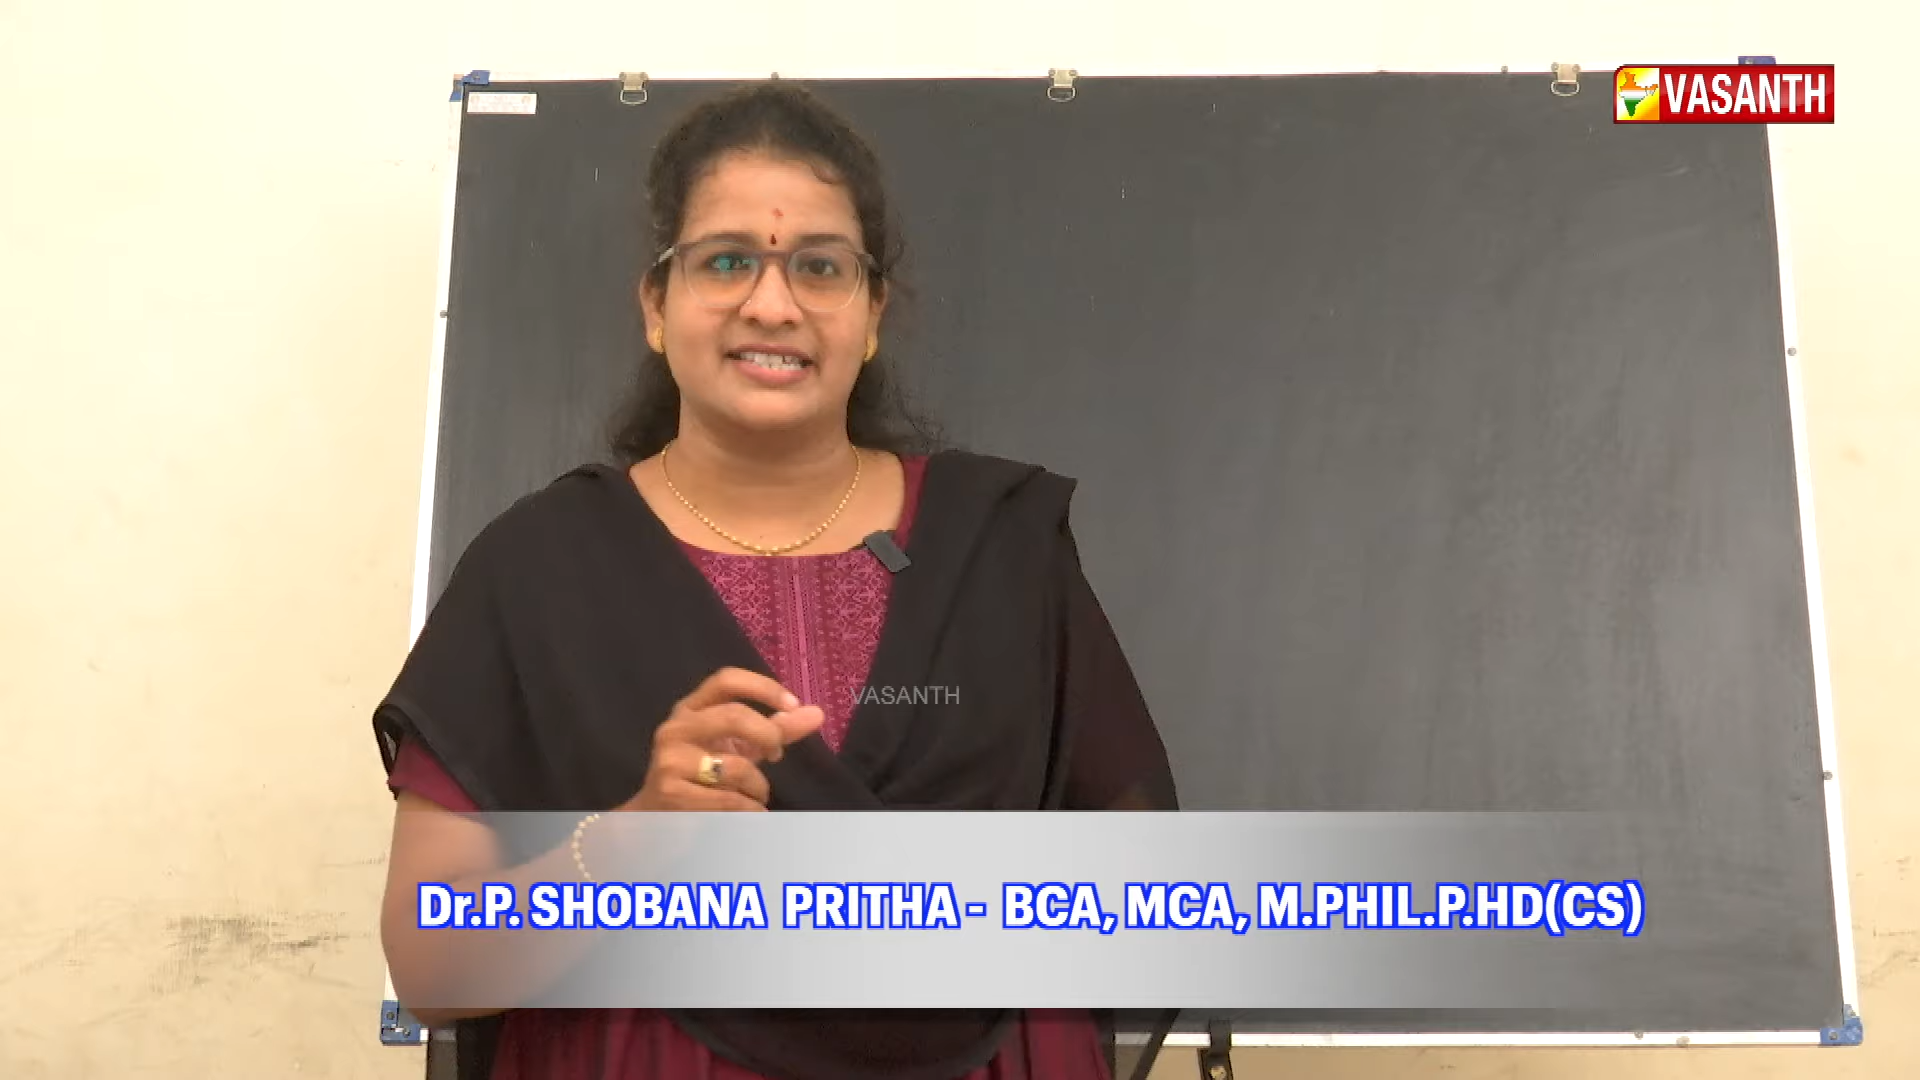 VASANTH
VASANTH
Dr.P. SHOBANA PRITHA - BCA, MCA, M.PHIL.P.HD(CS)